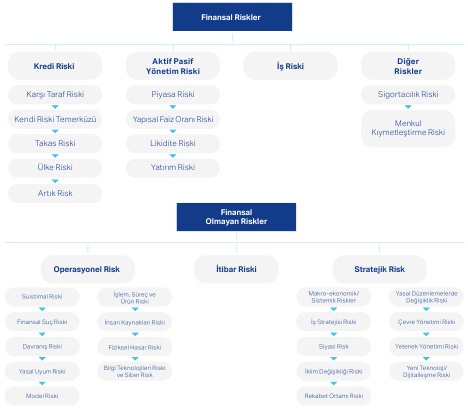 Finansal Riskler
Kredi Riski
Karşı Taraf Riski
Kendi Riski Temerküzü
Takas Riski
Ülke Riski
Artık Risk
Aktif Pasif
Yönetim Riski
Piyasa Riski
Yapısal Faiz Oranı Riski
Likidite Riski
Yatırım Riski
İş Riski
Diğer
Riskler
Sigortacılık Riski
Menkul
Kıymetleştirme Riski
Finansal
Olmayan Riskler
Operasyonel Risk
Suistimal Riski
Finansal Suç Riski
Davranış Riski
Yasal Uyum Riski
Model Riski
İşlem, Süreç ve
Ürün Riski
İnsan Kaynakları Riski
Fiziksel Hasar Riski
Bilgi Teknolojileri Riski
ve Siber Risk
İtibar Riski
Stratejik Risk
Makro-ekonomik/
Sistemik Riskler
İş Stratejisi Riski
Siyasi Risk
İklim Değişikliği Riski
Rekabet Ortamı Riski
Yasal Düzenlemelerde
Değişiklik Riski
Çevre Yönetimi Riski
Yetenek Yönetimi Riski
Yeni Teknoloji/
Dijitalleşme Riski